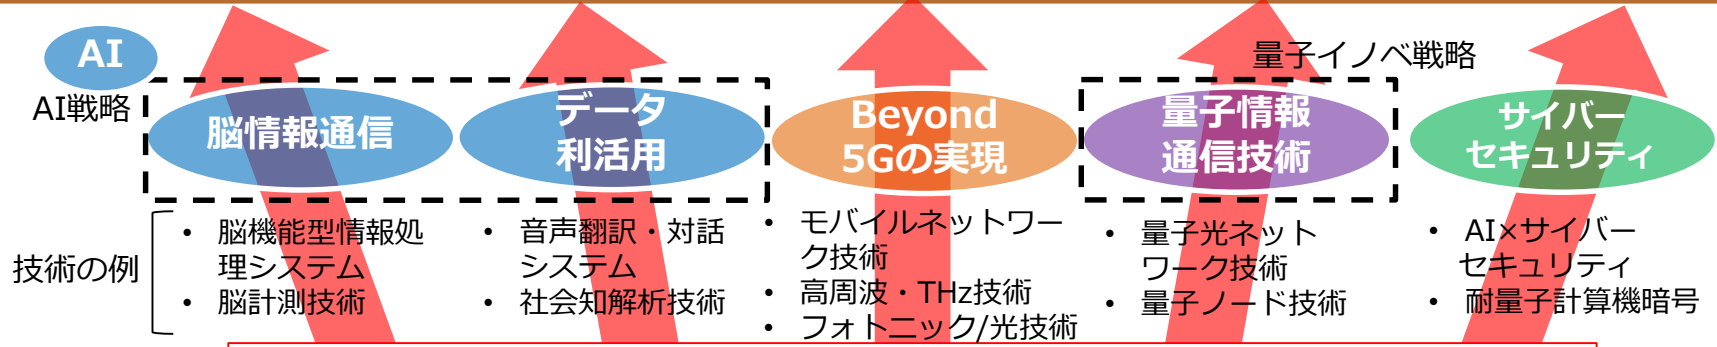 AI
AI戦略
量子イノベ戦略
脳情報通信
データ
利活用
Beyond
5Gの実現
量子情報
通信技術
サイバー
セキュリティ
技術の例
• 脳機能型情報処
理システム
• 脳計測技術
• 音声翻訳・対話
システム
• 社会知解析技術
• モバイルネットワー
ク技術
• 高周波・THz技術
• フォトニック/光技術
• 量子光ネット
ワーク技術
• 量子ノード技術
• AI×サイバー
セキュリティ
• 耐量子計算機暗号